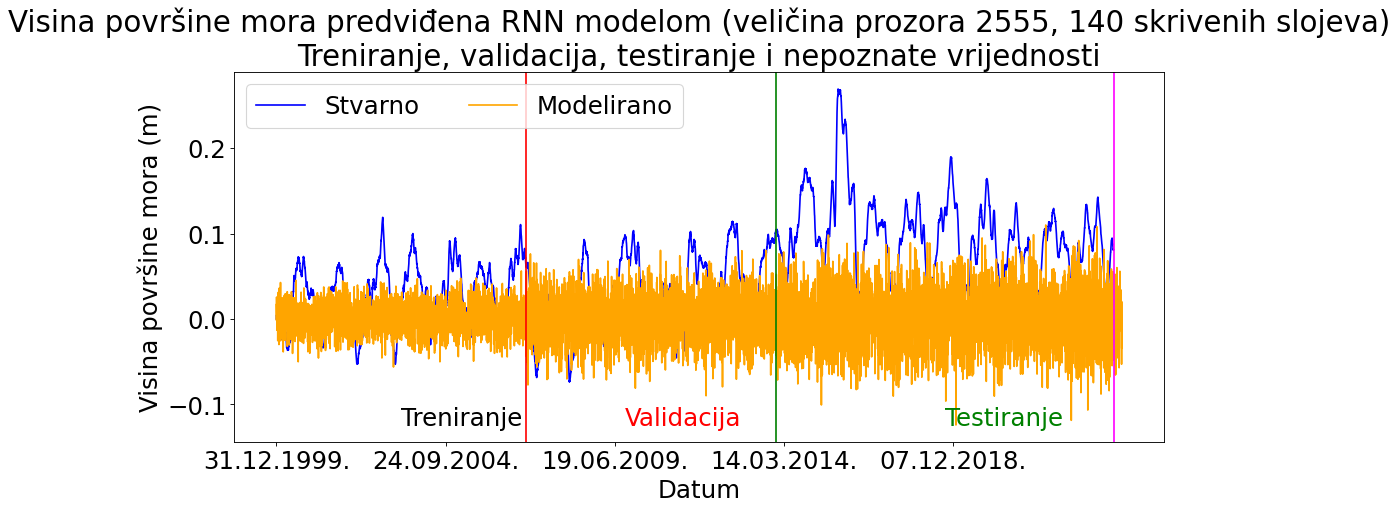 Visina površine mora predviđena RNN modelom (veličina prozora 2555, 140 skrivenih slojeva)
Treniranje, validacija, testiranje i nepoznate vrijednosti
Stvarno Modelirano
Visina površine mora (m)
0.2
0.1
0.0
−0.1
Treniranje Validacija Testiranje
31.12.1999. 24.09.2004. 19.06.2009. 14.03.2014. 07.12.2018.
Datum